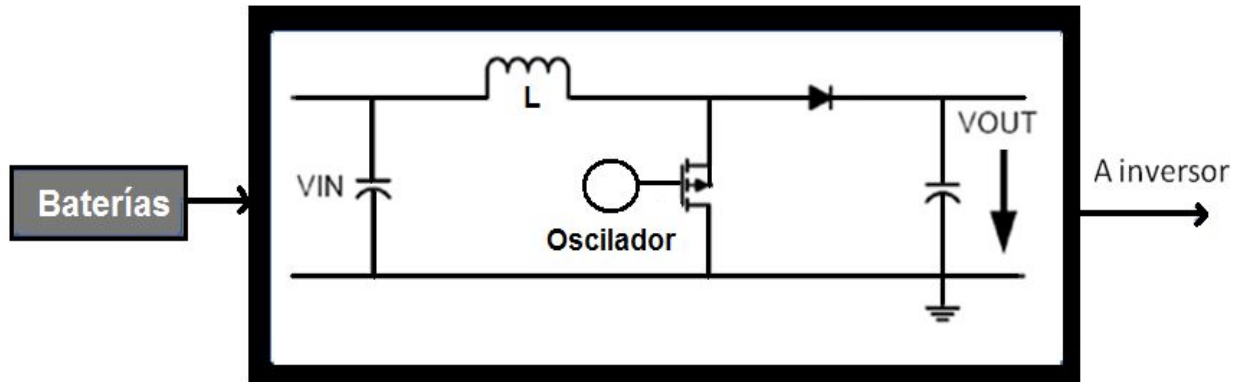 Baterías
VIN
L
Oscilador
VOUT
A inversor